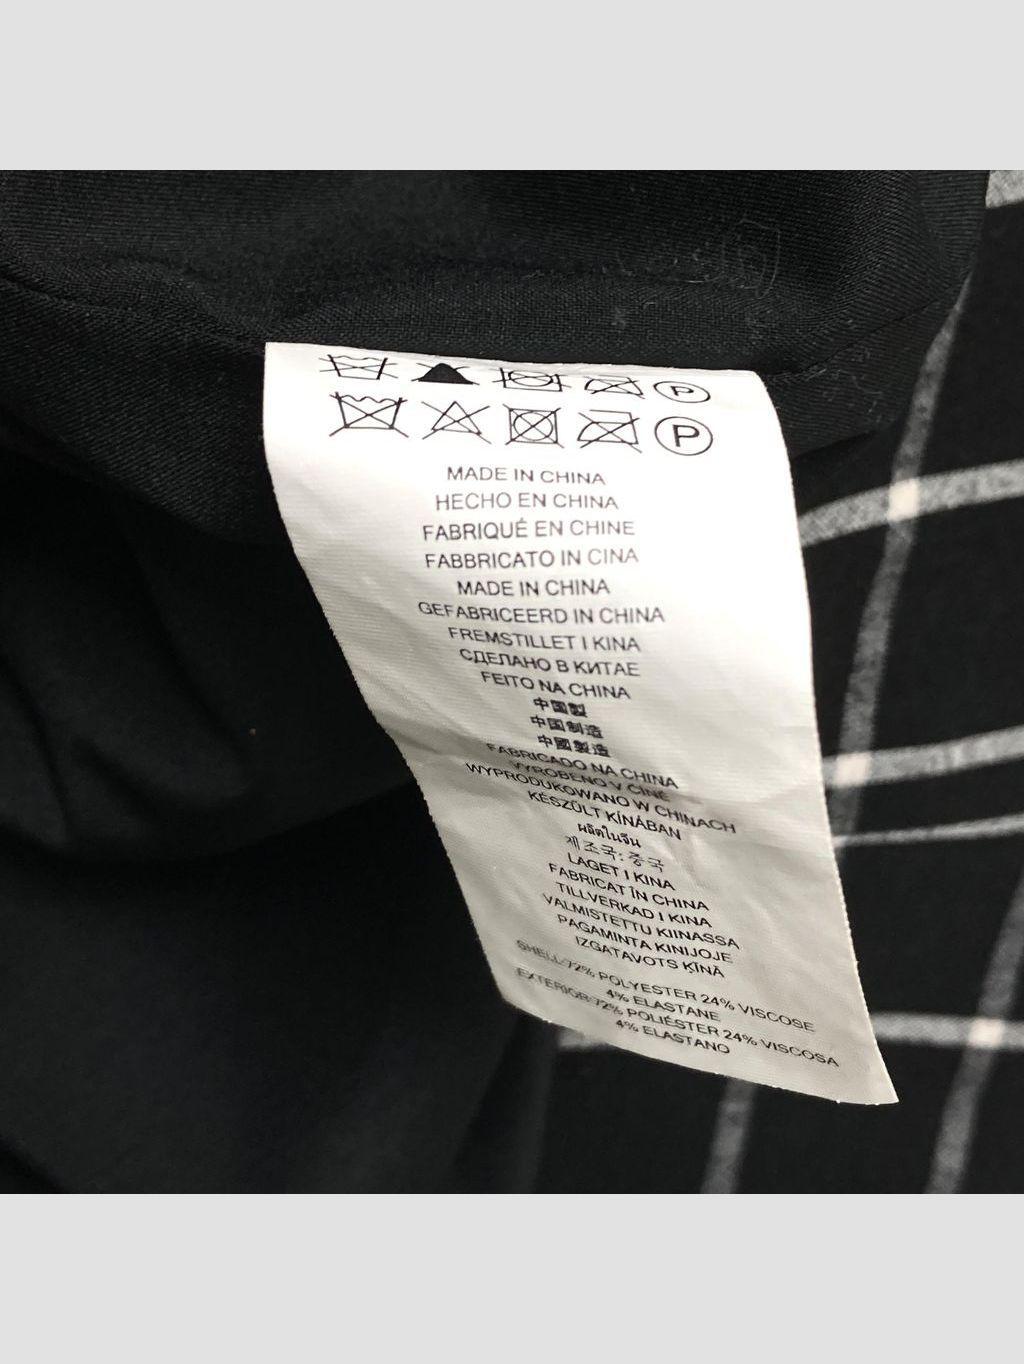 P
P
MADE IN CHINA
HECHO EN CHINA
FABRIQUÉ EN CHINE
FABBRICATO IN CINA
MADE IN CHINA
GEFABRICEERD IN CHINA
FREMSTILLET I KINA
СДЕЛАНО В КИТАЕ
FEITO NA CHINA
中国製
中国制造
中國製造
FABRICADO NA CHINA
VYROBENO V ČÍNĚ
WYPRODUKOWANO W CHINACH
KÉSZÜLT KÍNÁBAN
ผลิตในจีน
제조국: 중국
LAGET I KINA
FABRICAT ÎN CHINA
TILLVERKAD I KINA
VALMISTETTU KIINASSA
PAGAMINTA KINIJOJE
IZGATAVOTS ĶĪNĀ
SHELL:72% POLYESTER 24% VISCOSE
4% ELASTANE
EXTERIOR:72% POLIÉSTER 24% VISCOSA
4% ELASTANO